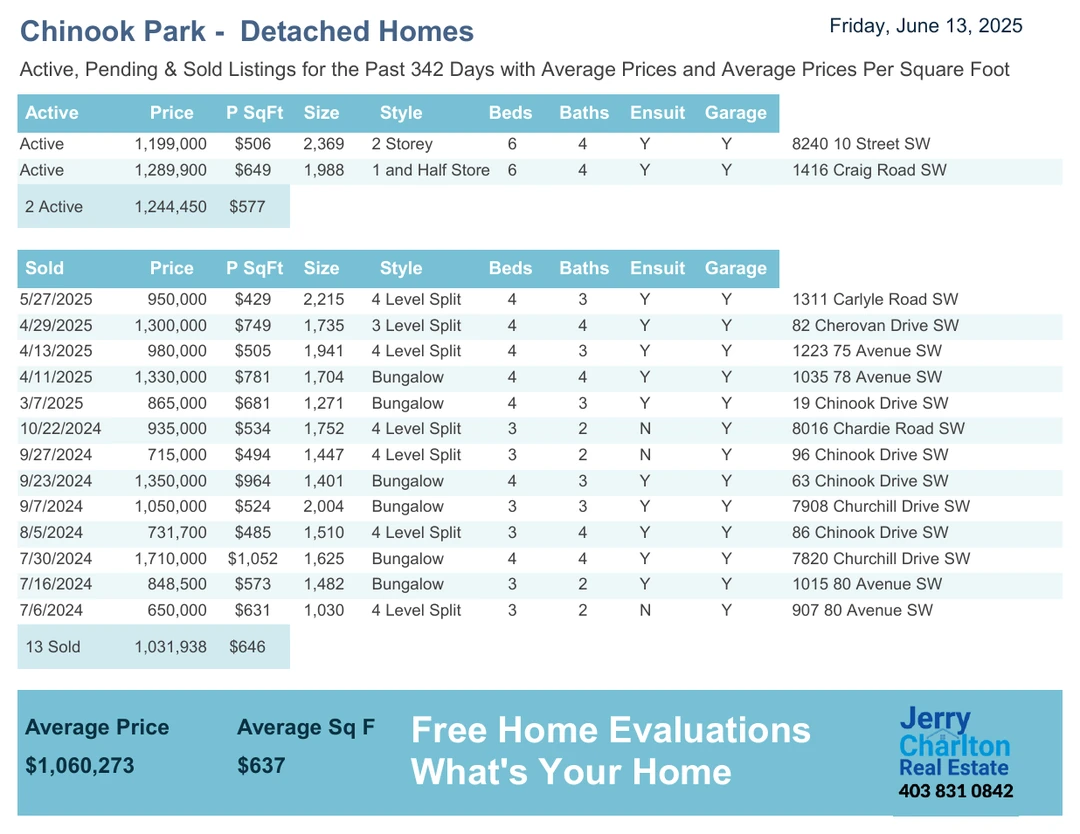 Chinook Park - Detached Homes Friday, June 13, 2025
Active, Pending & Sold Listings for the Past 342 Days with Average Prices and Average Prices Per Square Foot
Active Price P SqFt Size Style Beds Baths Ensuit Garage
Active 1,199,000 $506 2,369 2 Storey 6 4 Y Y 8240 10 Street SW
Active 1,289,900 $649 1,988 1 and Half Store 6 4 Y Y 1416 Craig Road SW
2 Active 1,244,450 $577
Sold Price P SqFt Size Style Beds Baths Ensuit Garage
5/27/2025 950,000 $429 2,215 4 Level Split 4 3 Y Y 1311 Carlyle Road SW
4/29/2025 1,300,000 $749 1,735 3 Level Split 4 4 Y Y 82 Cherovan Drive SW
4/13/2025 980,000 $505 1,941 4 Level Split 4 3 Y Y 1223 75 Avenue SW
4/11/2025 1,330,000 $781 1,704 Bungalow 4 4 Y Y 1035 78 Avenue SW
3/7/2025 865,000 $681 1,271 Bungalow 4 3 Y Y 19 Chinook Drive SW
10/22/2024 935,000 $534 1,752 4 Level Split 3 2 N Y 8016 Chardie Road SW
9/27/2024 715,000 $494 1,447 4 Level Split 3 2 N Y 96 Chinook Drive SW
9/23/2024 1,350,000 $964 1,401 Bungalow 4 3 Y Y 63 Chinook Drive SW
9/7/2024 1,050,000 $524 2,004 Bungalow 3 3 Y Y 7908 Churchill Drive SW
8/5/2024 731,700 $485 1,510 4 Level Split 3 4 Y Y 86 Chinook Drive SW
7/30/2024 1,710,000 $1,052 1,625 Bungalow 4 4 Y Y 7820 Churchill Drive SW
7/16/2024 848,500 $573 1,482 Bungalow 3 2 Y Y 1015 80 Avenue SW
7/6/2024 650,000 $631 1,030 4 Level Split 3 2 N Y 907 80 Avenue SW
13 Sold 1,031,938 $646
Average Price Average Sq F
$1,060,273 $637
Free Home Evaluations
What's Your Home
Jerry
Charlton
Real Estate
403 831 0842